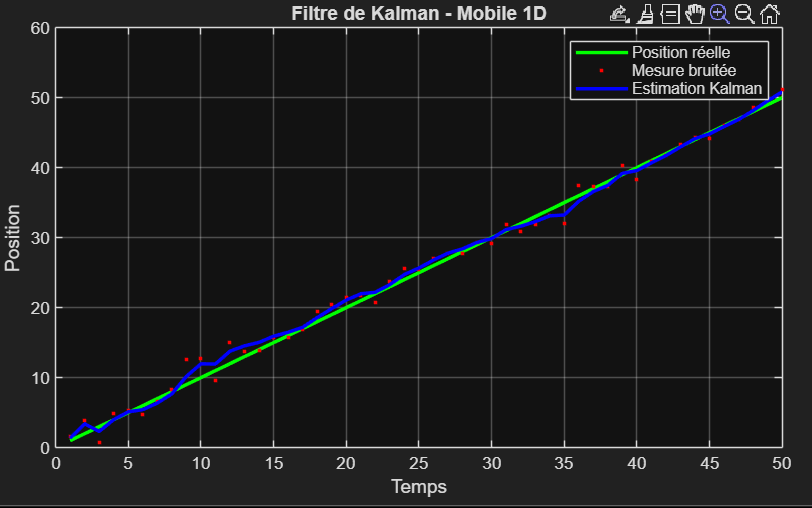 Filtre de Kalman - Mobile 1D
60
50
40
30
20
10
0
Position
Position réelle
Mesure bruitée
Estimation Kalman
0 5 10 15 20 25 30 35 40 45 50
Temps